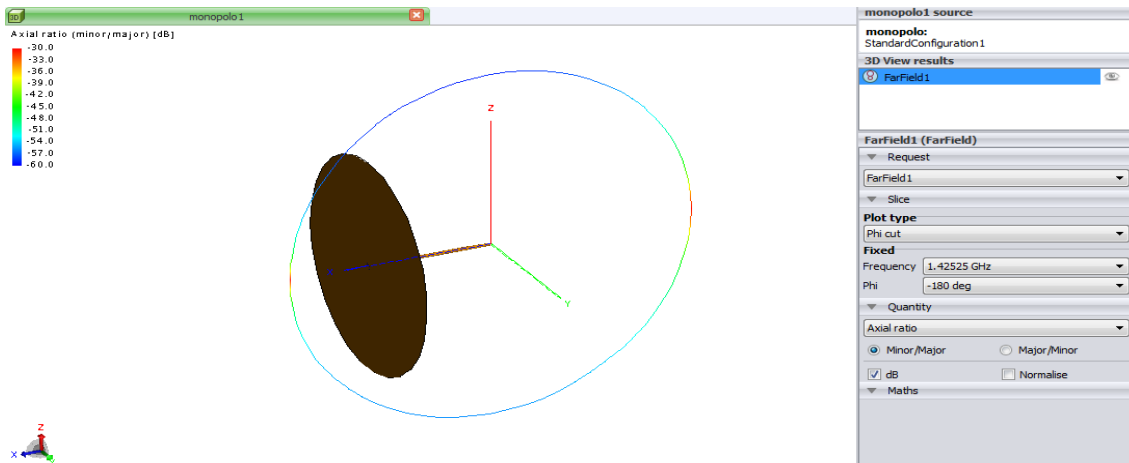 3D
monopolo1
Axial ratio (minor/major) [dB]
-30.0
-33.0
-36.0
-39.0
-42.0
-45.0
-48.0
-51.0
-54.0
-57.0
-60.0
Z
X
Y
Z
X
monopolo1 source
monopolo:
StandardConfiguration1
3D View results
FarField1
FarField1 (FarField)
Request
FarField1
Slice
Plot type
Phi cut
Fixed
Frequency 1.42525 GHz
Phi -180 deg
Quantity
Axial ratio
Minor/Major Major/Minor
dB Normalise
Maths